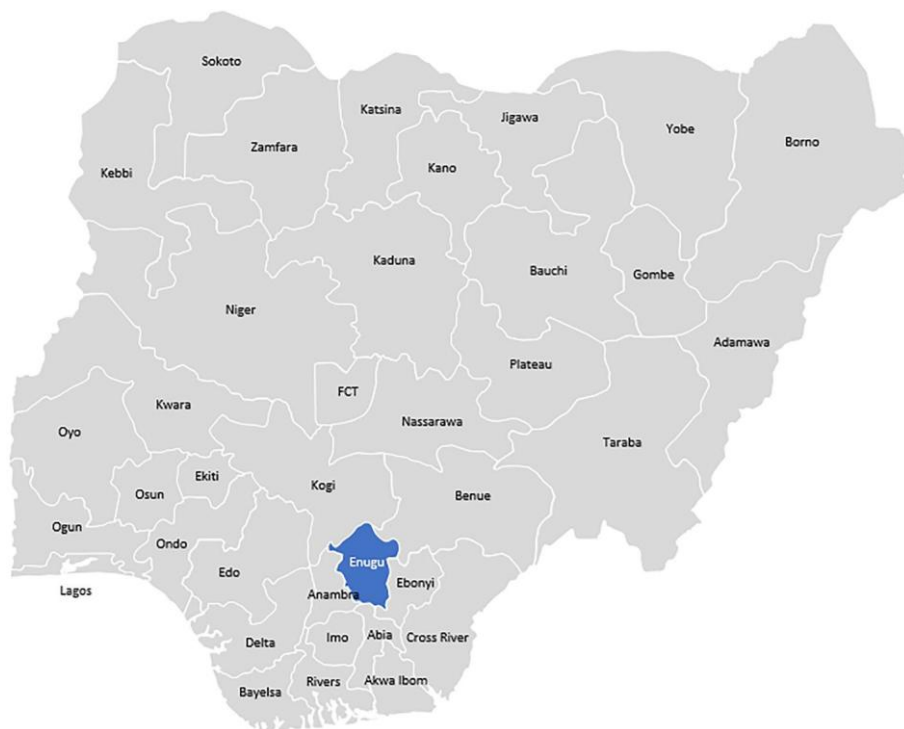 Sokoto
Katsina
Jigawa
Yobe
Borno
Zamfara
Kano
Kebbi
Kaduna
Bauchi
Gombe
Niger
Adamawa
Plateau
FCT
Kwara
Nassarawa
Oyo
Taraba
Ekiti
Kogi
Osun
Benue
Ogun
Ondo
Enugu
Edo
Ebonyi
Lagos
Anambra
Delta
Imo
Abia
Cross River
Rivers
Akwa Ibom
Bayelsa